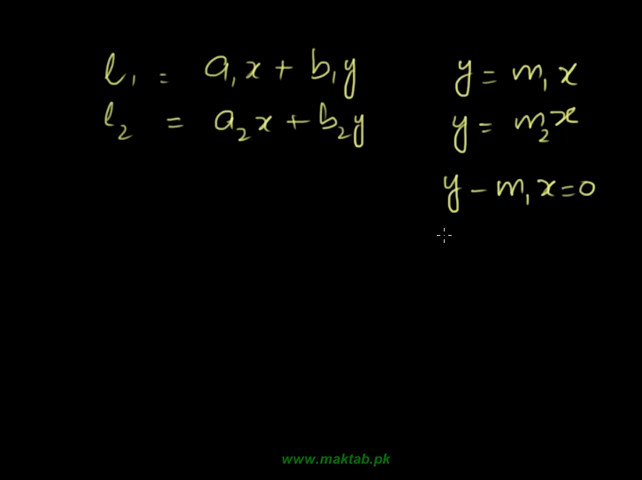 l₁ = a₁x + b₁y
l₂ = a₂x + b₂y
y = m₁x
y = m₂x
y - m₁x = 0
www.maktab.pk